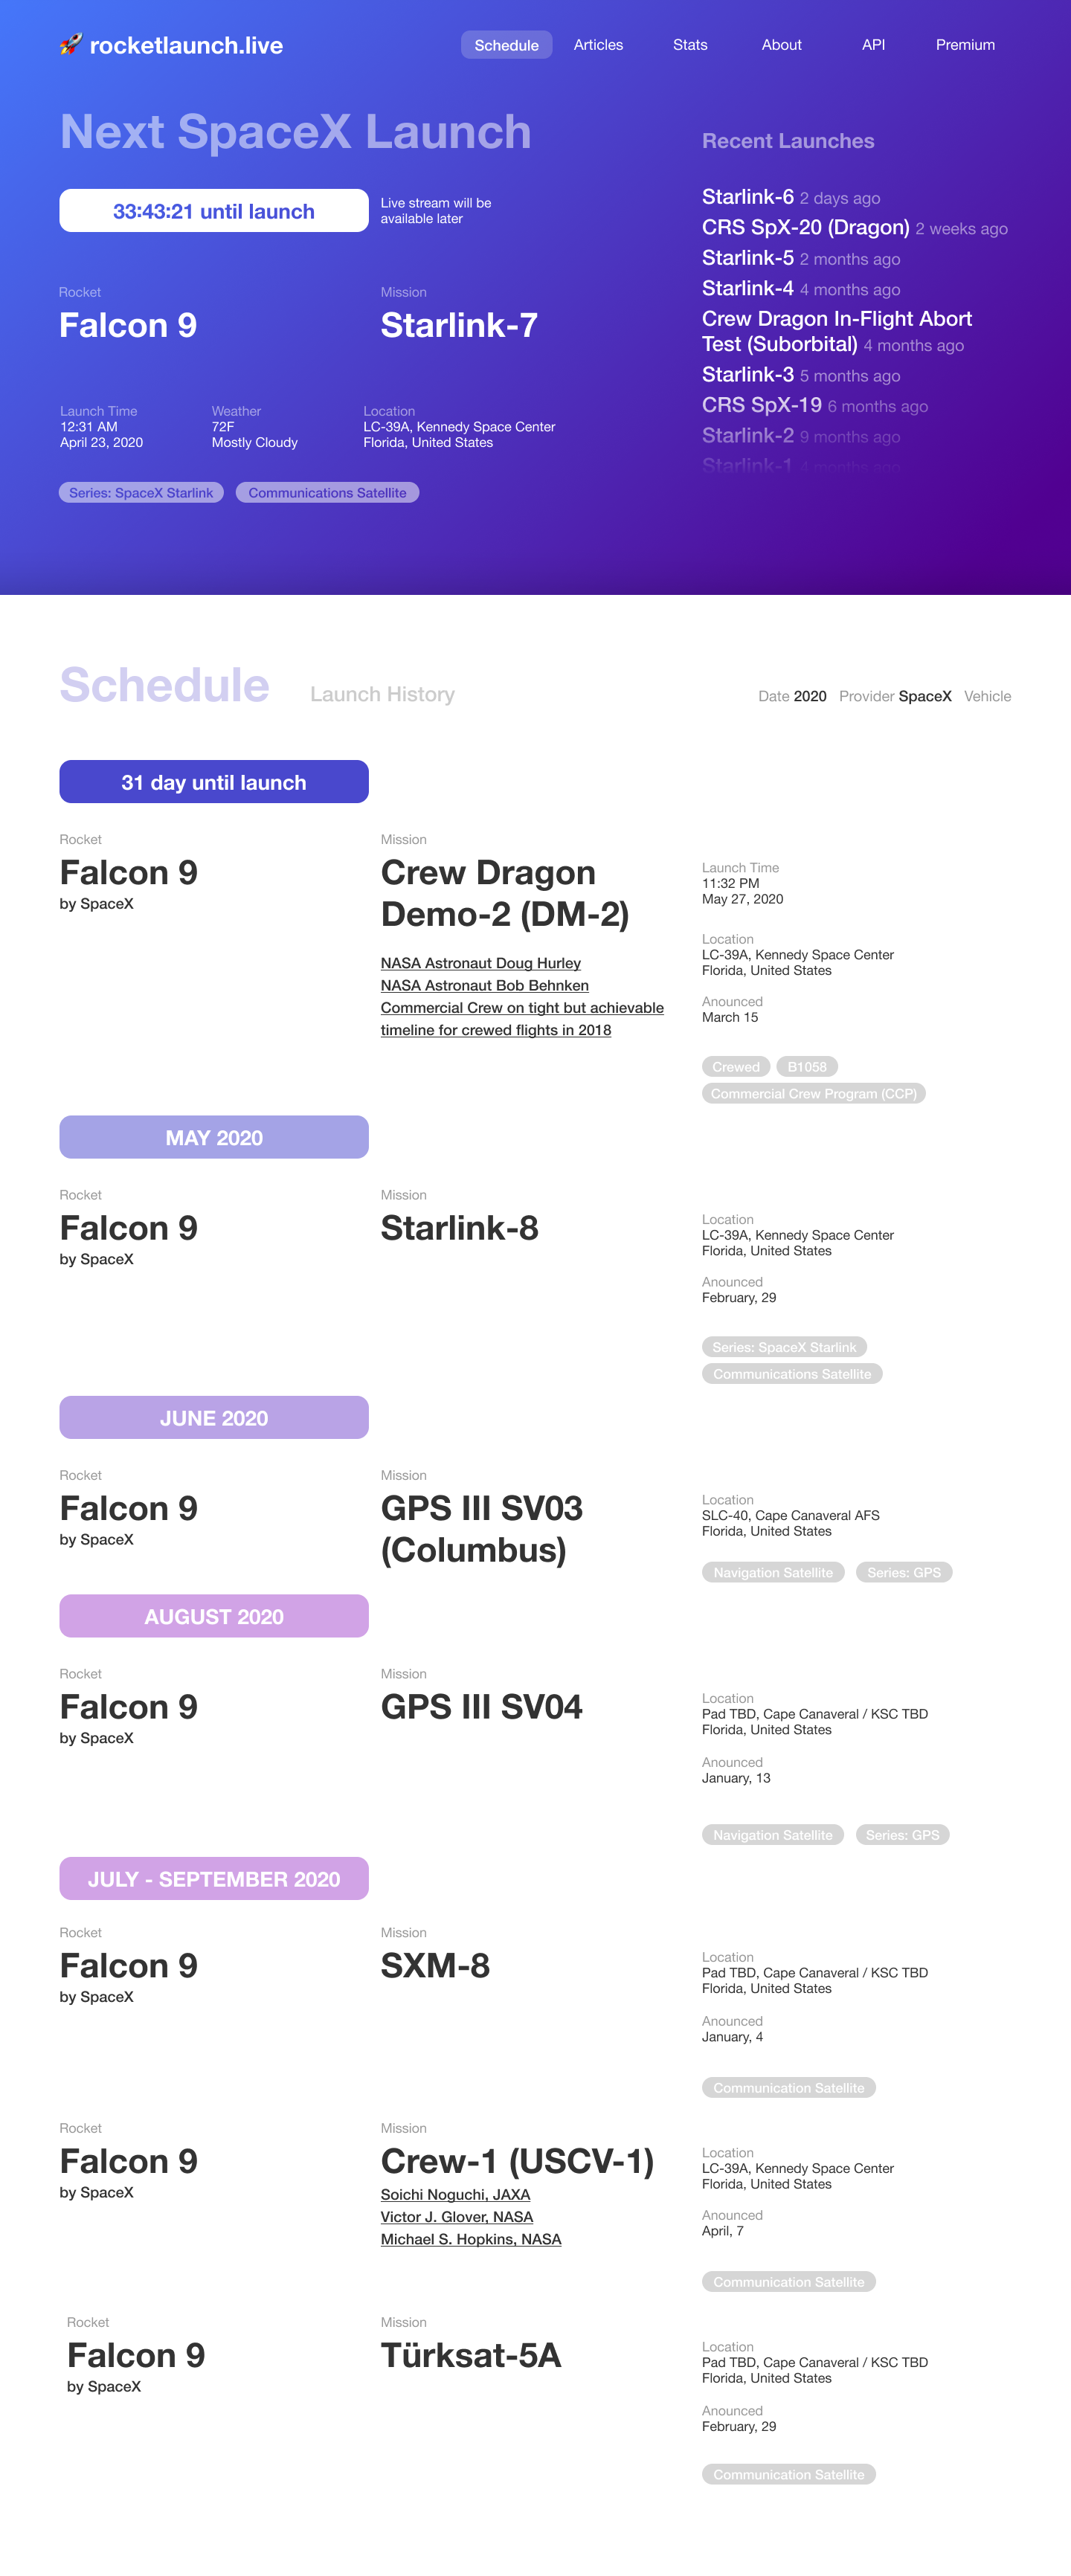 rocketlaunch.live
Schedule
Articles
Stats
About
API
Premium
Next SpaceX Launch
33:43:21 until launch
Live stream will be
available later
Rocket
Falcon 9
Mission
Starlink-7
Launch Time
12:31 AM
April 23, 2020
Weather
72F
Mostly Cloudy
Location
LC-39A, Kennedy Space Center
Florida, United States
Series: SpaceX Starlink
Communications Satellite
Recent Launches
Starlink-6 2 days ago
CRS SpX-20 (Dragon) 2 weeks ago
Starlink-5 2 months ago
Starlink-4 4 months ago
Crew Dragon In-Flight Abort
Test (Suborbital) 4 months ago
Starlink-3 5 months ago
CRS SpX-19 6 months ago
Starlink-2 9 months ago
Starlink-1 4 months ago
Schedule
Launch History
Date 2020 Provider SpaceX Vehicle
31 day until launch
Rocket
Falcon 9
by SpaceX
Mission
Crew Dragon
Demo-2 (DM-2)
NASA Astronaut Doug Hurley
NASA Astronaut Bob Behnken
Commercial Crew on tight but achievable
timeline for crewed flights in 2018
Launch Time
11:32 PM
May 27, 2020
Location
LC-39A, Kennedy Space Center
Florida, United States
Anounced
March 15
Crewed
B1058
Commercial Crew Program (CCP)
MAY 2020
Rocket
Falcon 9
by SpaceX
Mission
Starlink-8
Location
LC-39A, Kennedy Space Center
Florida, United States
Anounced
February, 29
Series: SpaceX Starlink
Communications Satellite
JUNE 2020
Rocket
Falcon 9
by SpaceX
Mission
GPS III SV03
(Columbus)
Location
SLC-40, Cape Canaveral AFS
Florida, United States
Navigation Satellite
Series: GPS
AUGUST 2020
Rocket
Falcon 9
by SpaceX
Mission
GPS III SV04
Location
Pad TBD, Cape Canaveral / KSC TBD
Florida, United States
Anounced
January, 13
Navigation Satellite
Series: GPS
JULY - SEPTEMBER 2020
Rocket
Falcon 9
by SpaceX
Mission
SXM-8
Location
Pad TBD, Cape Canaveral / KSC TBD
Florida, United States
Anounced
January, 4
Communication Satellite
Rocket
Falcon 9
by SpaceX
Mission
Crew-1 (USCV-1)
Soichi Noguchi, JAXA
Victor J. Glover, NASA
Michael S. Hopkins, NASA
Location
LC-39A, Kennedy Space Center
Florida, United States
Anounced
April, 7
Communication Satellite
Rocket
Falcon 9
by SpaceX
Mission
Türksat-5A
Location
Pad TBD, Cape Canaveral / KSC TBD
Florida, United States
Anounced
February, 29
Communication Satellite